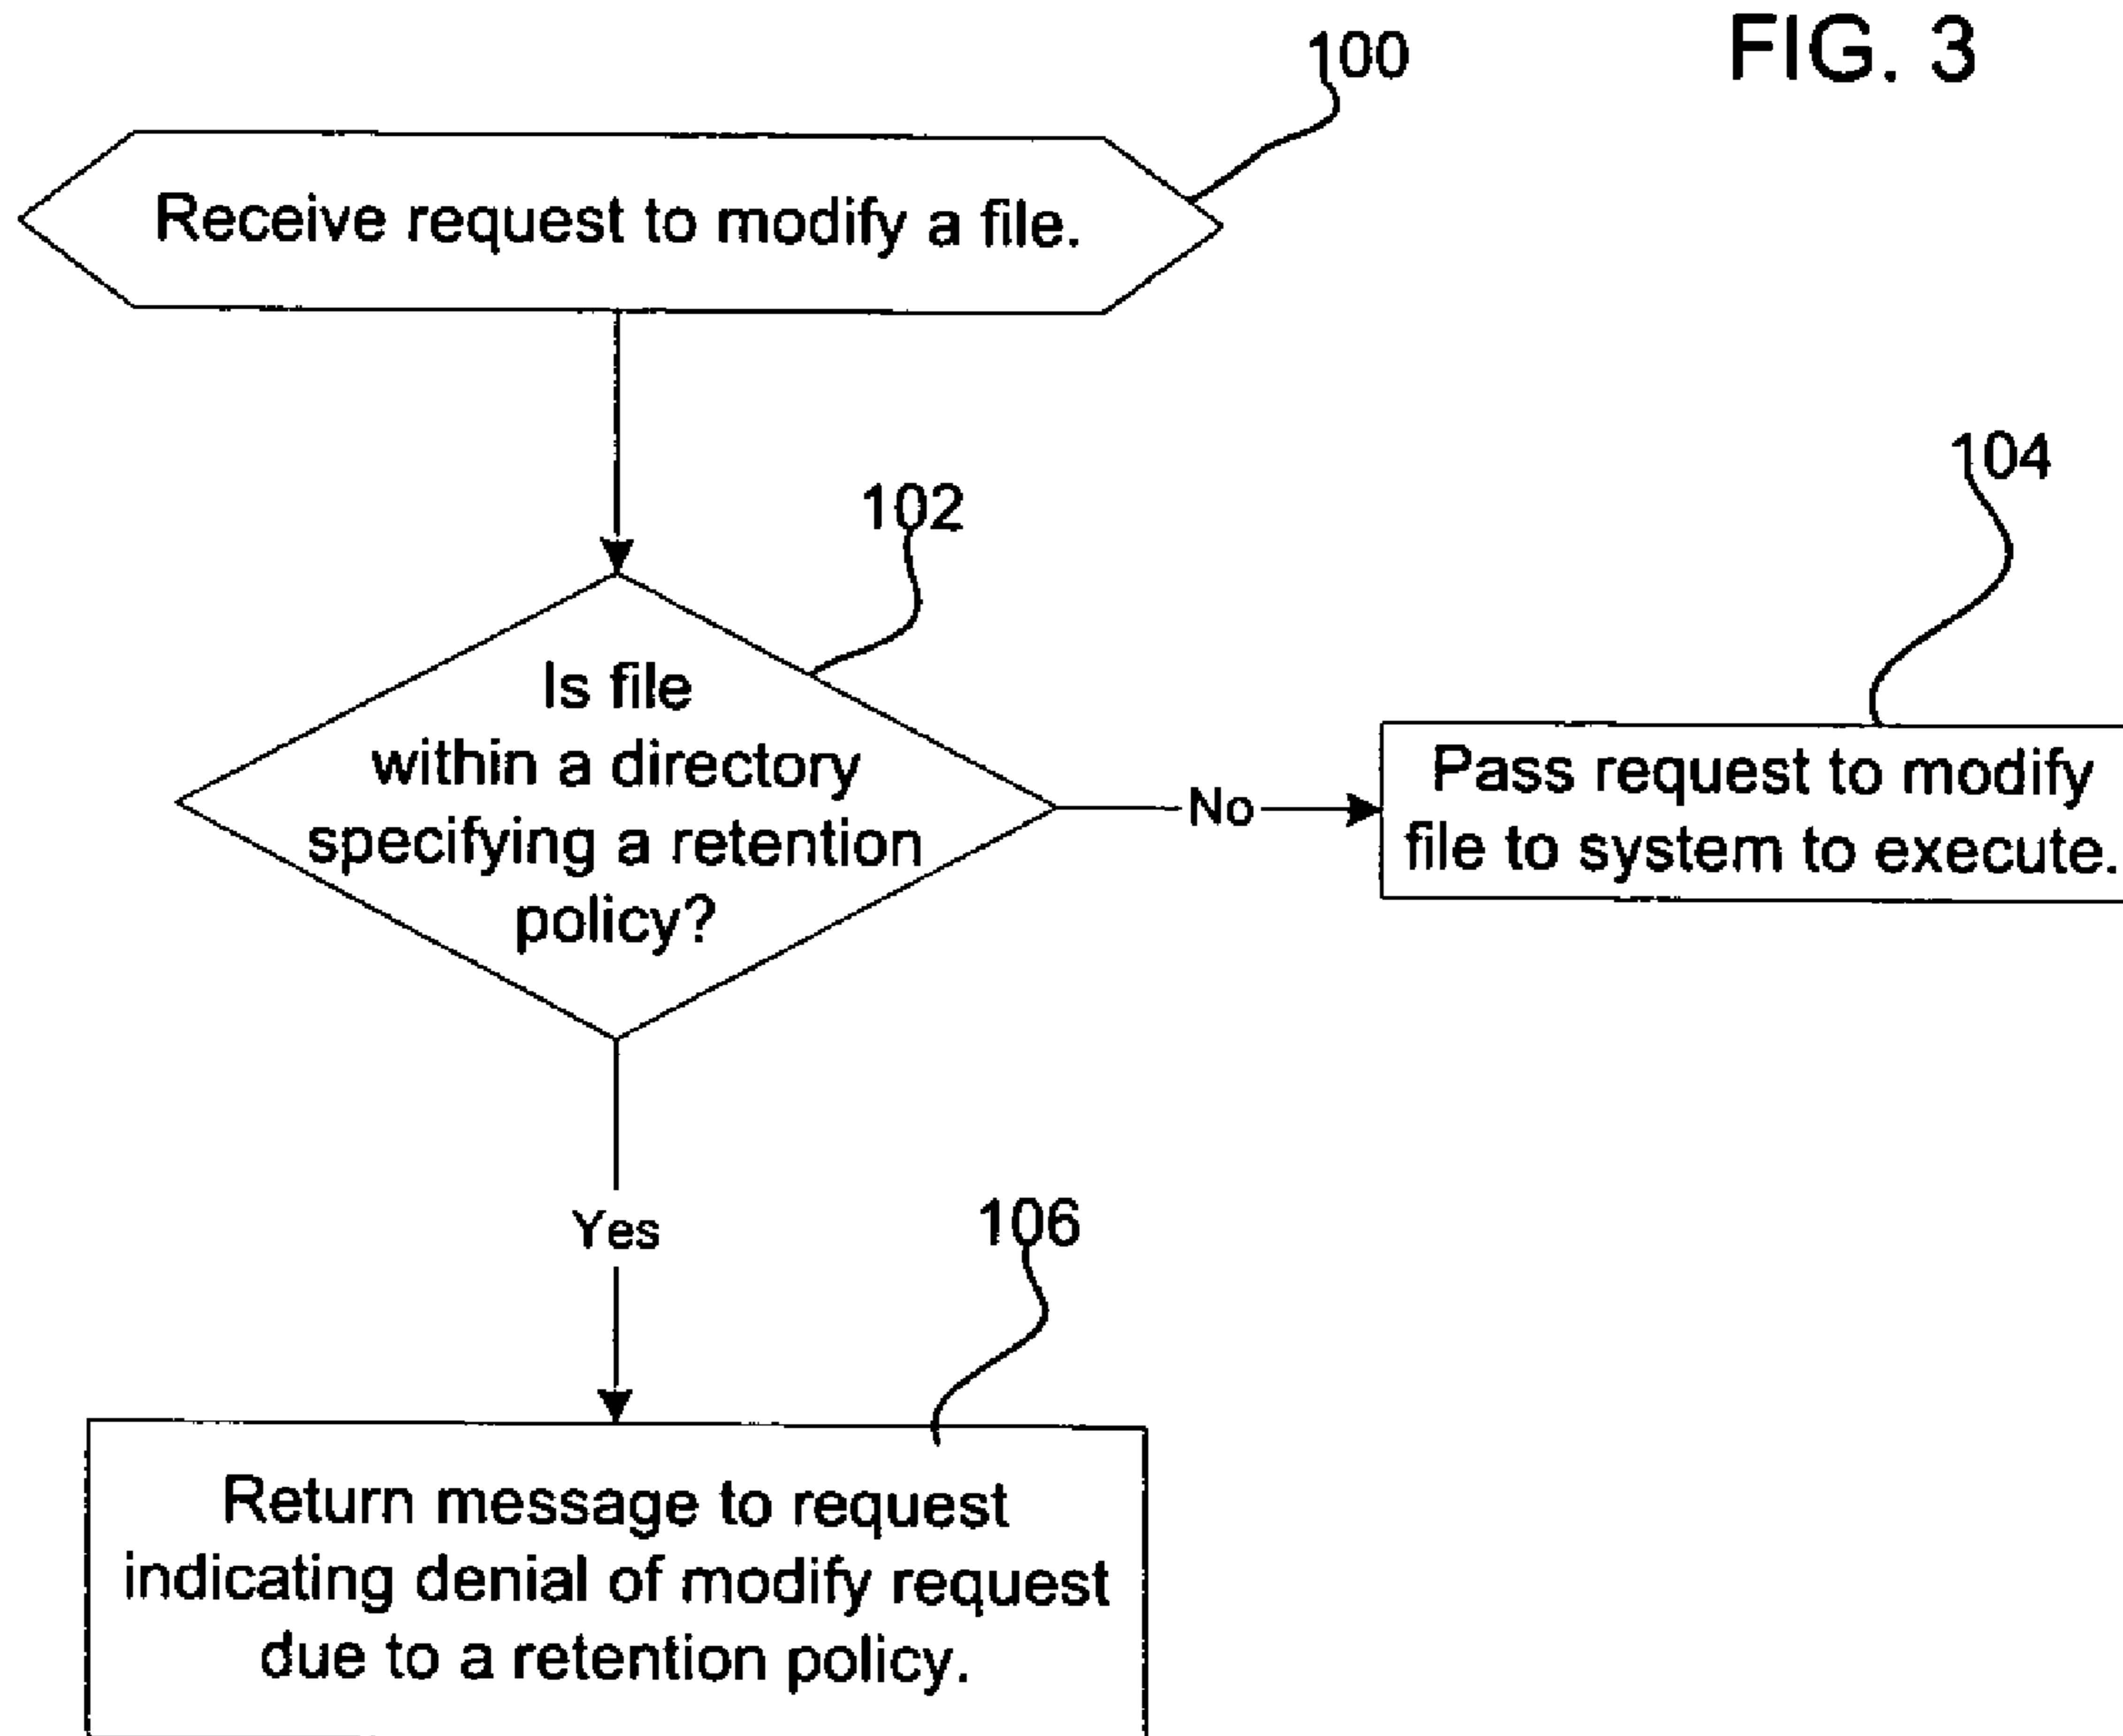 FIG. 3
100
Receive request to modify a file.
102
Is file
within a directory
specifying a retention
policy?
No
104
Pass request to modify
file to system to execute.
Yes
106
Return message to request
indicating denial of modify request
due to a retention policy.